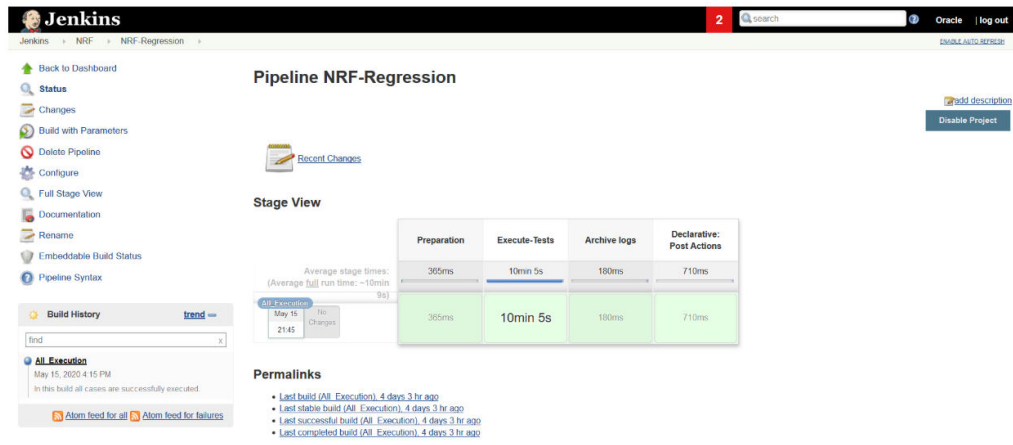 Jenkins
2
search
Oracle | log out
Jenkins › NRF › NRF-Regression ›
ENABLE AUTO REFRESH
Back to Dashboard
Status
Changes
Build with Parameters
Delete Pipeline
Configure
Full Stage View
Documentation
Rename
Embeddable Build Status
Pipeline Syntax
Build History
trend
find
x
All_Execution
May 15, 2020 4:15 PM
In this build all cases are successfully executed.
Atom feed for all Atom feed for failures
Pipeline NRF-Regression
add description
Disable Project
Recent Changes
Stage View
Preparation
Execute-Tests
Archive logs
Declarative:
Post Actions
Average stage times:
(Average full run time: ~10min
9s)
365ms
10min 5s
180ms
710ms
All_Execution
May 15
21:45
No
Changes
365ms
10min 5s
180ms
710ms
Permalinks
• Last build (All_Execution), 4 days 3 hr ago
• Last stable build (All_Execution), 4 days 3 hr ago
• Last successful build (All_Execution), 4 days 3 hr ago
• Last completed build (All_Execution), 4 days 3 hr ago